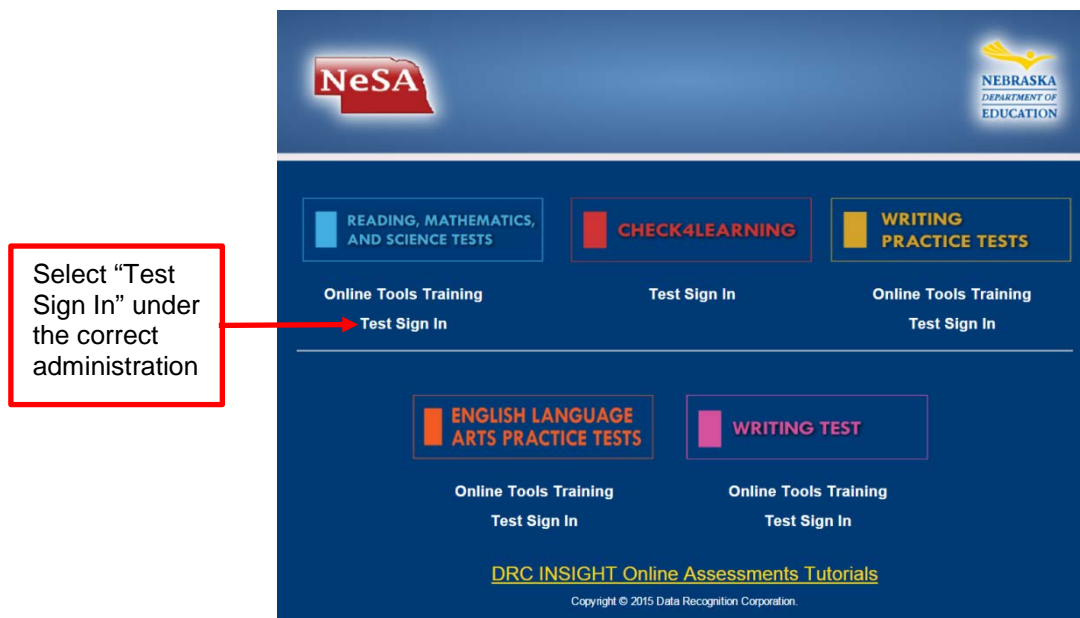 NeSA
NEBRASKA
DEPARTMENT OF
EDUCATION
READING, MATHEMATICS,
AND SCIENCE TESTS
CHECK4LEARNING
WRITING
PRACTICE TESTS
Select “Test
Sign In” under
the correct
administration
Online Tools Training
Test Sign In
Test Sign In
Online Tools Training
Test Sign In
ENGLISH LANGUAGE
ARTS PRACTICE TESTS
WRITING TEST
Online Tools Training
Test Sign In
Online Tools Training
Test Sign In
DRC INSIGHT Online Assessments Tutorials
Copyright © 2015 Data Recognition Corporation.